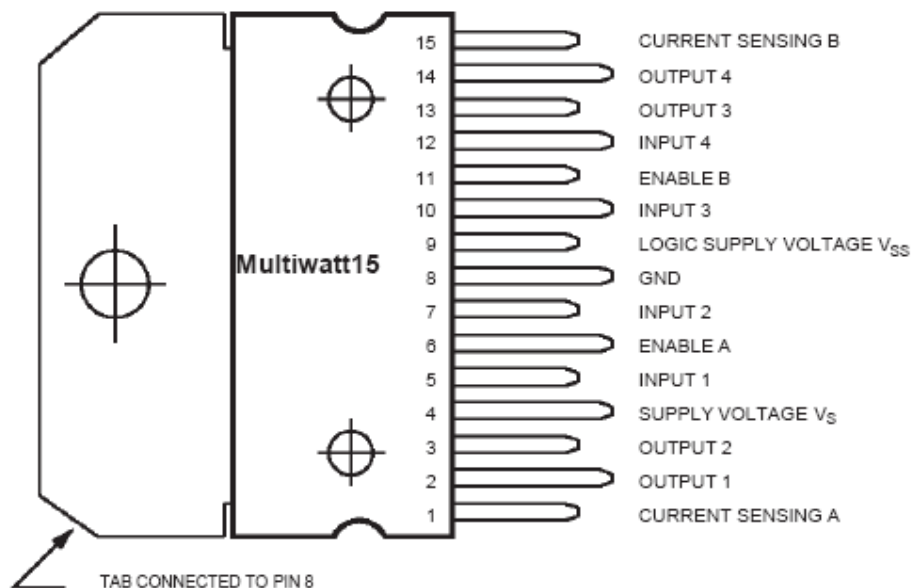 15 CURRENT SENSING B
14 OUTPUT 4
13 OUTPUT 3
12 INPUT 4
11 ENABLE B
10 INPUT 3
9 LOGIC SUPPLY VOLTAGE VSS
Multiwatt15
8 GND
7 INPUT 2
6 ENABLE A
5 INPUT 1
4 SUPPLY VOLTAGE VS
3 OUTPUT 2
2 OUTPUT 1
1 CURRENT SENSING A
TAB CONNECTED TO PIN 8